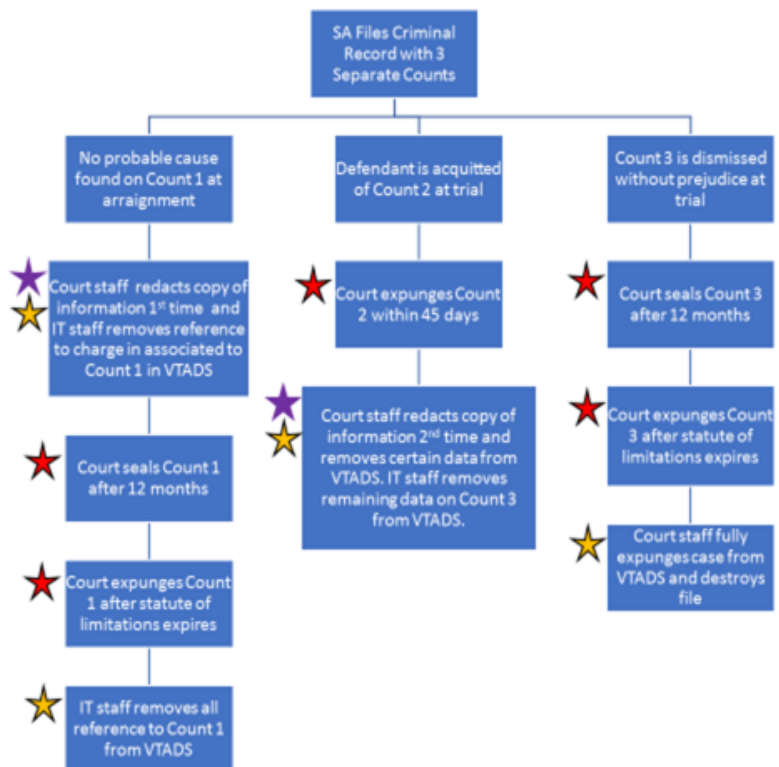 SA Files Criminal
Record with 3
Separate Counts
No probable cause
found on Count 1 at
arraignment
Court staff redacts copy of
information 1st time and
IT staff removes reference
to charge in associated to
Count 1 in VTADS
Court seals Count 1
after 12 months
Court expunges Count
1 after statute of
limitations expires
IT staff removes all
reference to Count 1
from VTADS
Defendant is acquitted
of Count 2 at trial
Court expunges Count
2 within 45 days
Court staff redacts copy of
information 2nd time and
removes certain data from
VTADS. IT staff removes
remaining data on Count 3
from VTADS.
Count 3 is dismissed
without prejudice at
trial
Court seals Count 3
after 12 months
Court expunges Count
3 after statute of
limitations expires
Court staff fully
expunges case from
VTADS and destroys
file